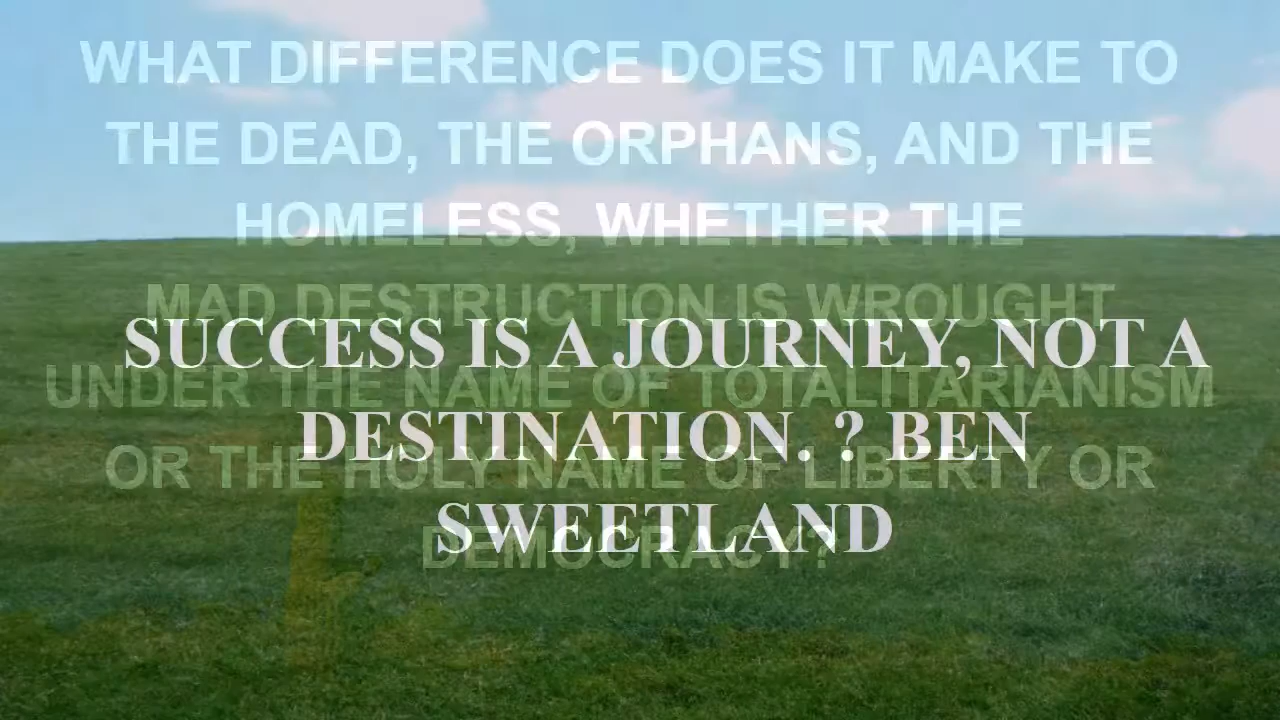 WHAT DIFFERENCE DOES IT MAKE TO
THE DEAD, THE ORPHANS, AND THE
HOMELESS, WHETHER THE
MAD DESTRUCTION IS WROUGHT
UNDER THE NAME OF TOTALITARIANISM
OR THE HOLY NAME OF LIBERTY OR
DEMOCRACY?
SUCCESS IS A JOURNEY, NOT A
DESTINATION. ? BEN
SWEETLAND